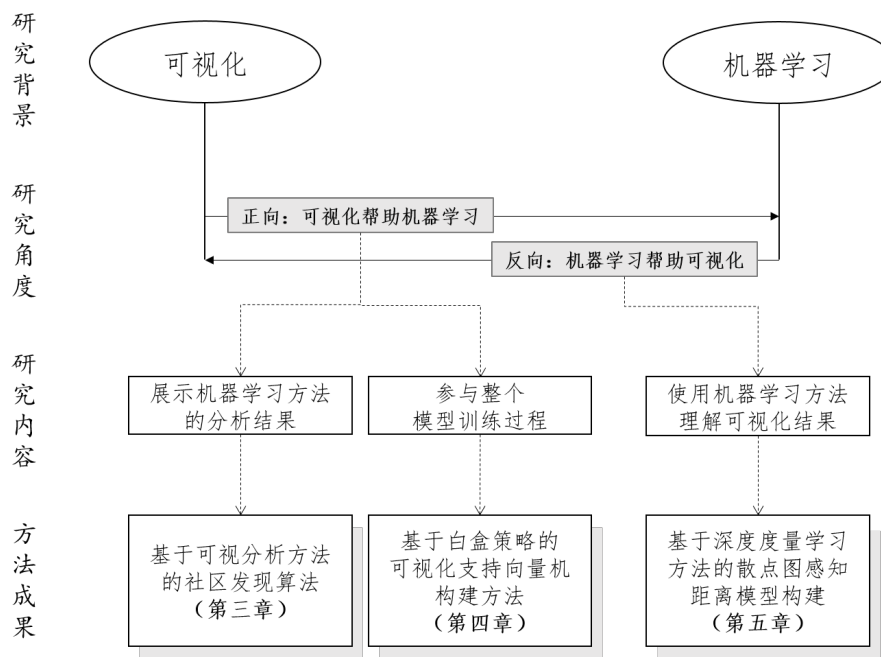 研究背景
可视化
机器学习
研究角度
正向：可视化帮助机器学习
反向：机器学习帮助可视化
研究内容
展示机器学习方法
的分析结果
参与整个
模型训练过程
使用机器学习方法
理解可视化结果
方法成果
基于可视分析方法
的社区发现算法
（第三章）
基于白盒策略的
可视化支持向量机
构建方法
（第四章）
基于深度度量学习
方法的散点图感知
距离模型构建
（第五章）